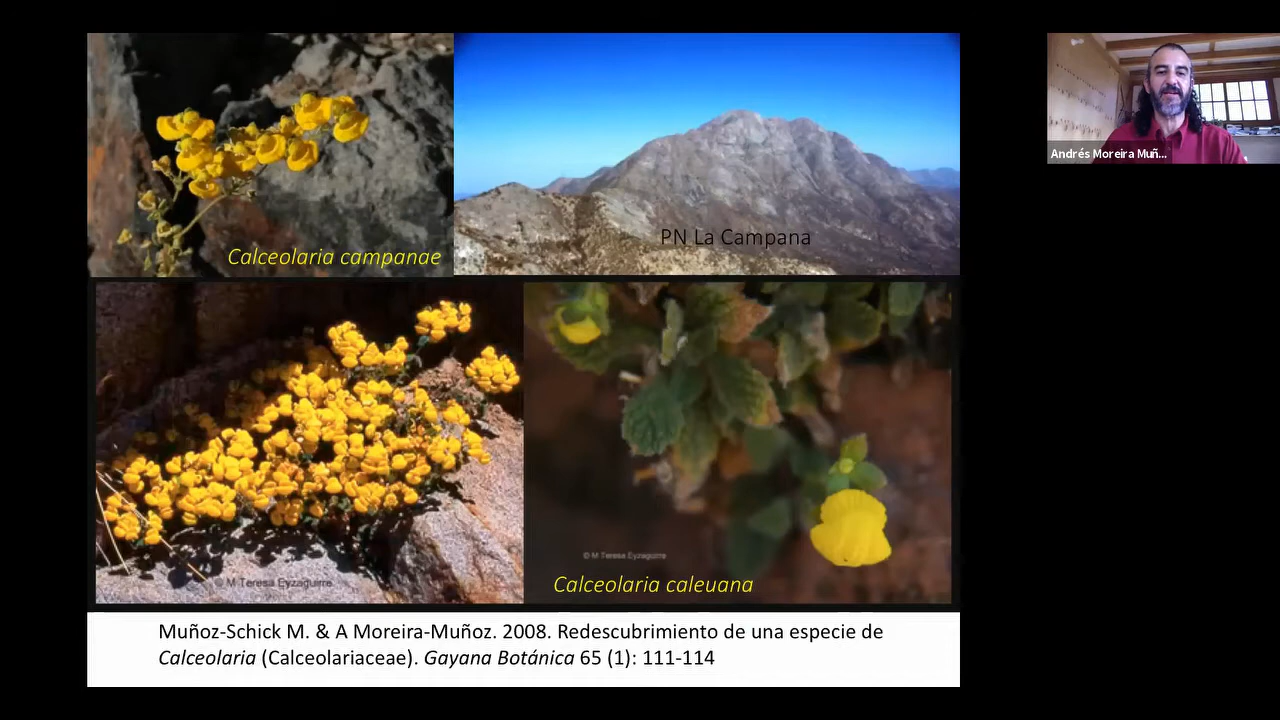 Calceolaria campanae
PN La Campana
Andrés Moreira Muñ...
© M Teresa Eyzaguirre
© M Teresa Eyzaguirre
Calceolaria caleuana
Muñoz-Schick M. & A Moreira-Muñoz. 2008. Redescubrimiento de una especie de
Calceolaria (Calceolariaceae). Gayana Botánica 65 (1): 111-114